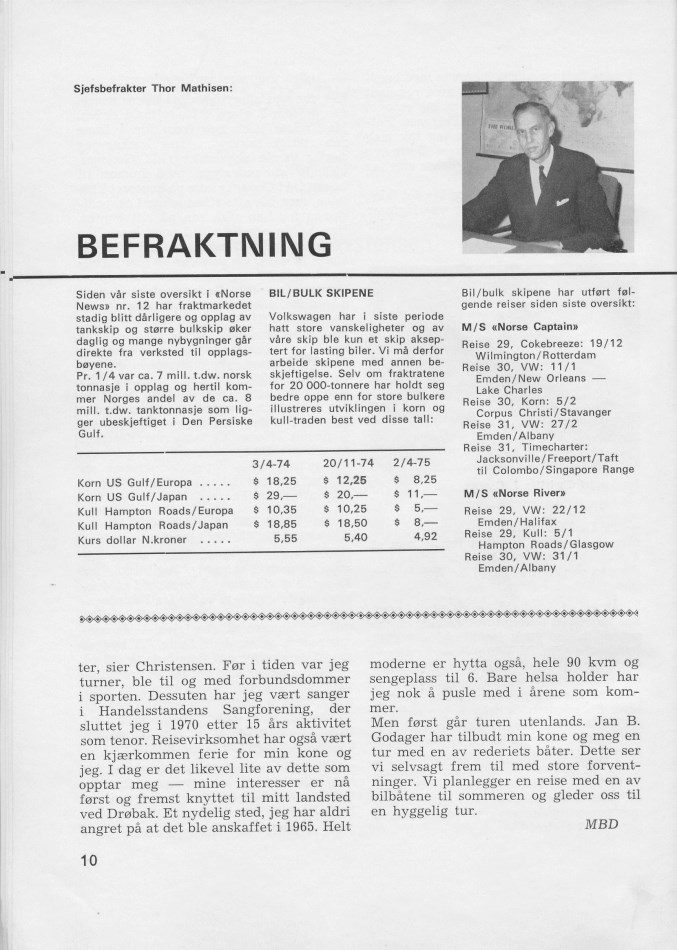 Sjefsbefrakter Thor Mathisen:
THE WORLD
BEFRAKTNING
Siden vår siste oversikt i «Norse
News» nr. 12 har fraktmarkedet
stadig blitt dårligere og opplag av
tankskip og større bulkskip øker
daglig og mange nybygninger går
direkte fra verksted til opplags-
bøyene.
Pr. 1/4 var ca. 7 mill. t.dw. norsk
tonnasje i opplag og hertil kom-
mer Norges andel av de ca. 8
mill. t.dw. tanktonnasje som lig-
ger ubeskjeftiget i Den Persiske
Gulf.
BIL/BULK SKIPENE
Volkswagen har i siste periode
hatt store vanskeligheter og av
våre skip ble kun et skip aksep-
tert for lasting biler. Vi må derfor
arbeide skipene med annen be-
skjeftigelse. Selv om fraktratene
for 20 000-tonnere har holdt seg
bedre oppe enn for store bulkere
illustreres utviklingen i korn og
kull-traden best ved disse tall:
3/4-74 20/11-74 2/4-75
Korn US Gulf/Europa ..... $ 18,25 $ 12,25 $ 8,25
Korn US Gulf/Japan ..... $ 29,— $ 20,— $ 11,—
Kull Hampton Roads/Europa $ 10,35 $ 10,25 $ 5,—
Kull Hampton Roads/Japan $ 18,85 $ 18,50 $ 8,—
Kurs dollar N.kroner ..... 5,55 5,40 4,92
Bil/bulk skipene har utført føl-
gende reiser siden siste oversikt:
M/S «Norse Captain»
Reise 29, Cokebreeze: 19/12
Wilmington/Rotterdam
Reise 30, VW: 11/1
Emden/New Orleans —
Lake Charles
Reise 30, Korn: 5/2
Corpus Christi/Stavanger
Reise 31, VW: 27/2
Emden/Albany
Reise 31, Timecharter:
Jacksonville/Freeport/Taft
til Colombo/Singapore Range
M/S «Norse River»
Reise 29, VW: 22/12
Emden/Halifax
Reise 29, Kull: 5/1
Hampton Roads/Glasgow
Reise 30, VW: 31/1
Emden/Albany
ter, sier Christensen. Før i tiden var jeg
turner, ble til og med forbundsdommer
i sporten. Dessuten har jeg vært sanger
i Handelsstandens Sangforening, der
sluttet jeg i 1970 etter 15 års aktivitet
som tenor. Reisevirksomhet har også vært
en kjærkommen ferie for min kone og
jeg. I dag er det likevel lite av dette som
opptar meg — mine interesser er nå
først og fremst knyttet til mitt landsted
ved Drøbak. Et nydelig sted, jeg har aldri
angret på at det ble anskaffet i 1965. Helt
moderne er hytta også, hele 90 kvm og
sengeplass til 6. Bare helsa holder har
jeg nok å pusle med i årene som kom-
mer.
Men først går turen utenlands. Jan B.
Godager har tilbudt min kone og meg en
tur med en av rederiets båter. Dette ser
vi selvsagt frem til med store forvent-
ninger. Vi planlegger en reise med en av
bilbåtene til sommeren og gleder oss til
en hyggelig tur.
MBD
10